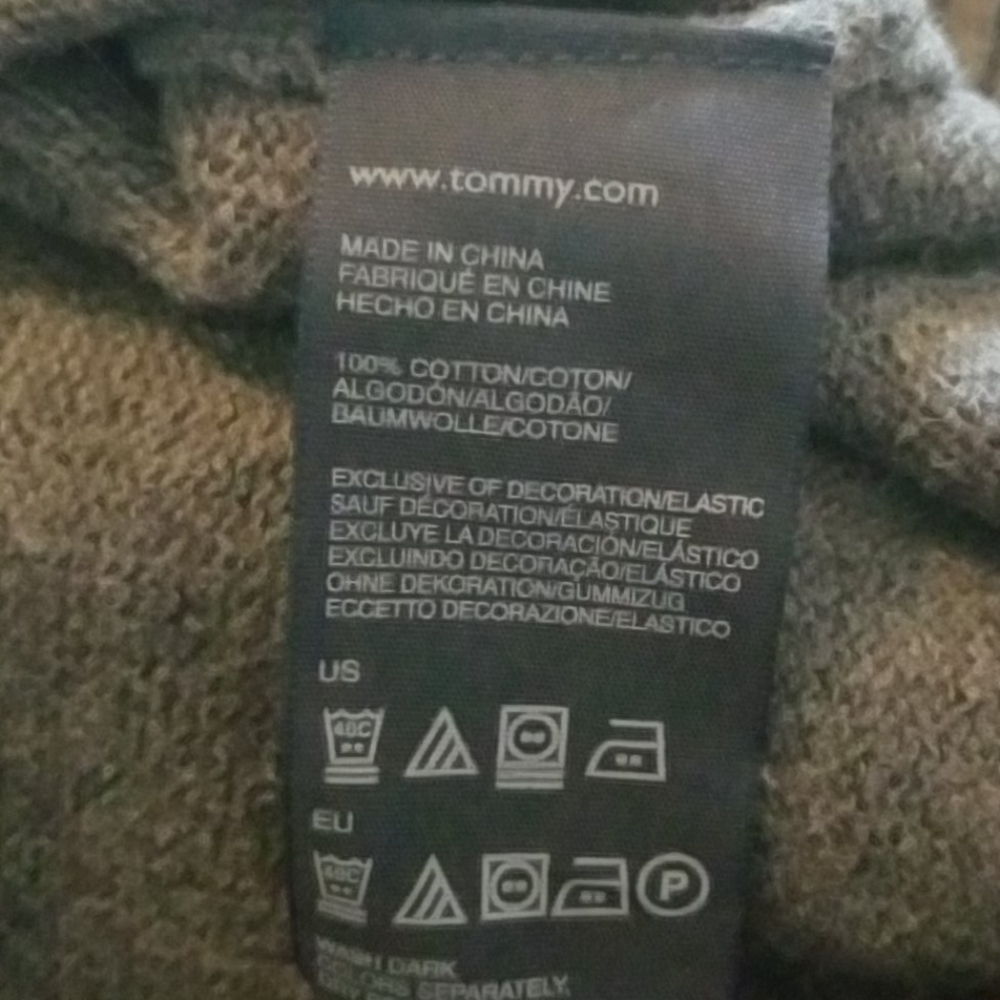 www.tommy.com
MADE IN CHINA
FABRIQUÉ EN CHINE
HECHO EN CHINA
100% COTTON/COTON/
ALGODÓN/ALGODÃO/
BAUMWOLLE/COTONE
EXCLUSIVE OF DECORATION/ELASTIC
SAUF DÉCORATION/ÉLASTIQUE
EXCLUYE LA DECORACIÓN/ELÁSTICO
EXCLUINDO DECORAÇÃO/ELÁSTICO
OHNE DEKORATION/GUMMIZUG
ECCETTO DECORAZIONE/ELASTICO
US
40C
EU
40C
P
WASH DARK
COLORS SEPARATELY.